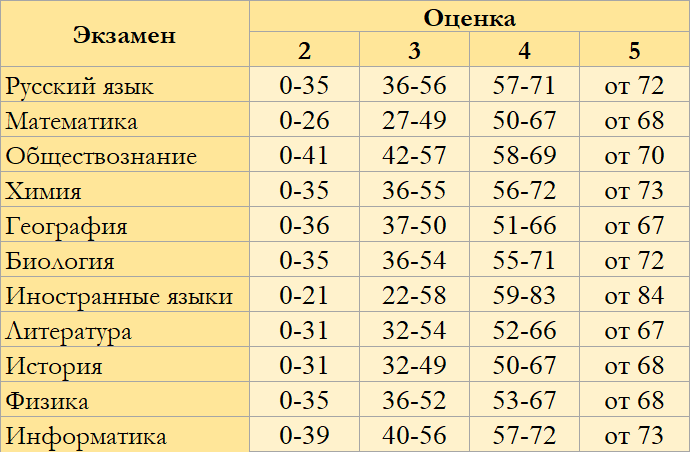 Экзамен Оценка
2 3 4 5
Русский язык 0-35 36-56 57-71 от 72
Математика 0-26 27-49 50-67 от 68
Обществознание 0-41 42-57 58-69 от 70
Химия 0-35 36-55 56-72 от 73
География 0-36 37-50 51-66 от 67
Биология 0-35 36-54 55-71 от 72
Иностранные языки 0-21 22-58 59-83 от 84
Литература 0-31 32-54 52-66 от 67
История 0-31 32-49 50-67 от 68
Физика 0-35 36-52 53-67 от 68
Информатика 0-39 40-56 57-72 от 73